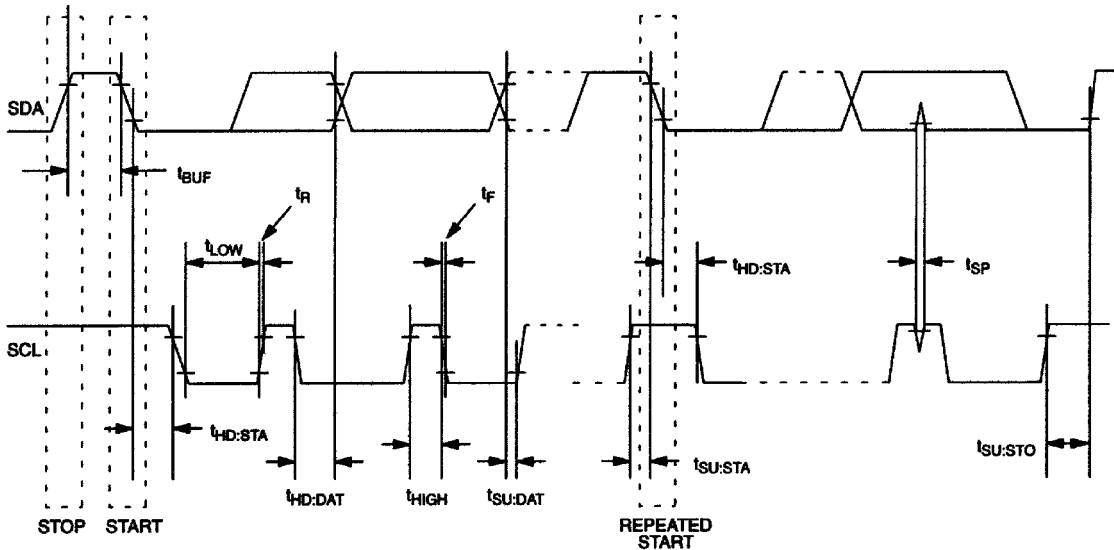 SDA
tBUF
tR
tF
tLOW
tHD:STA
tSP
SCL
tHD:STA
tSU:STA
tSU:STO
tHD:DAT
tHIGH
tSU:DAT
STOP
START
REPEATED
START